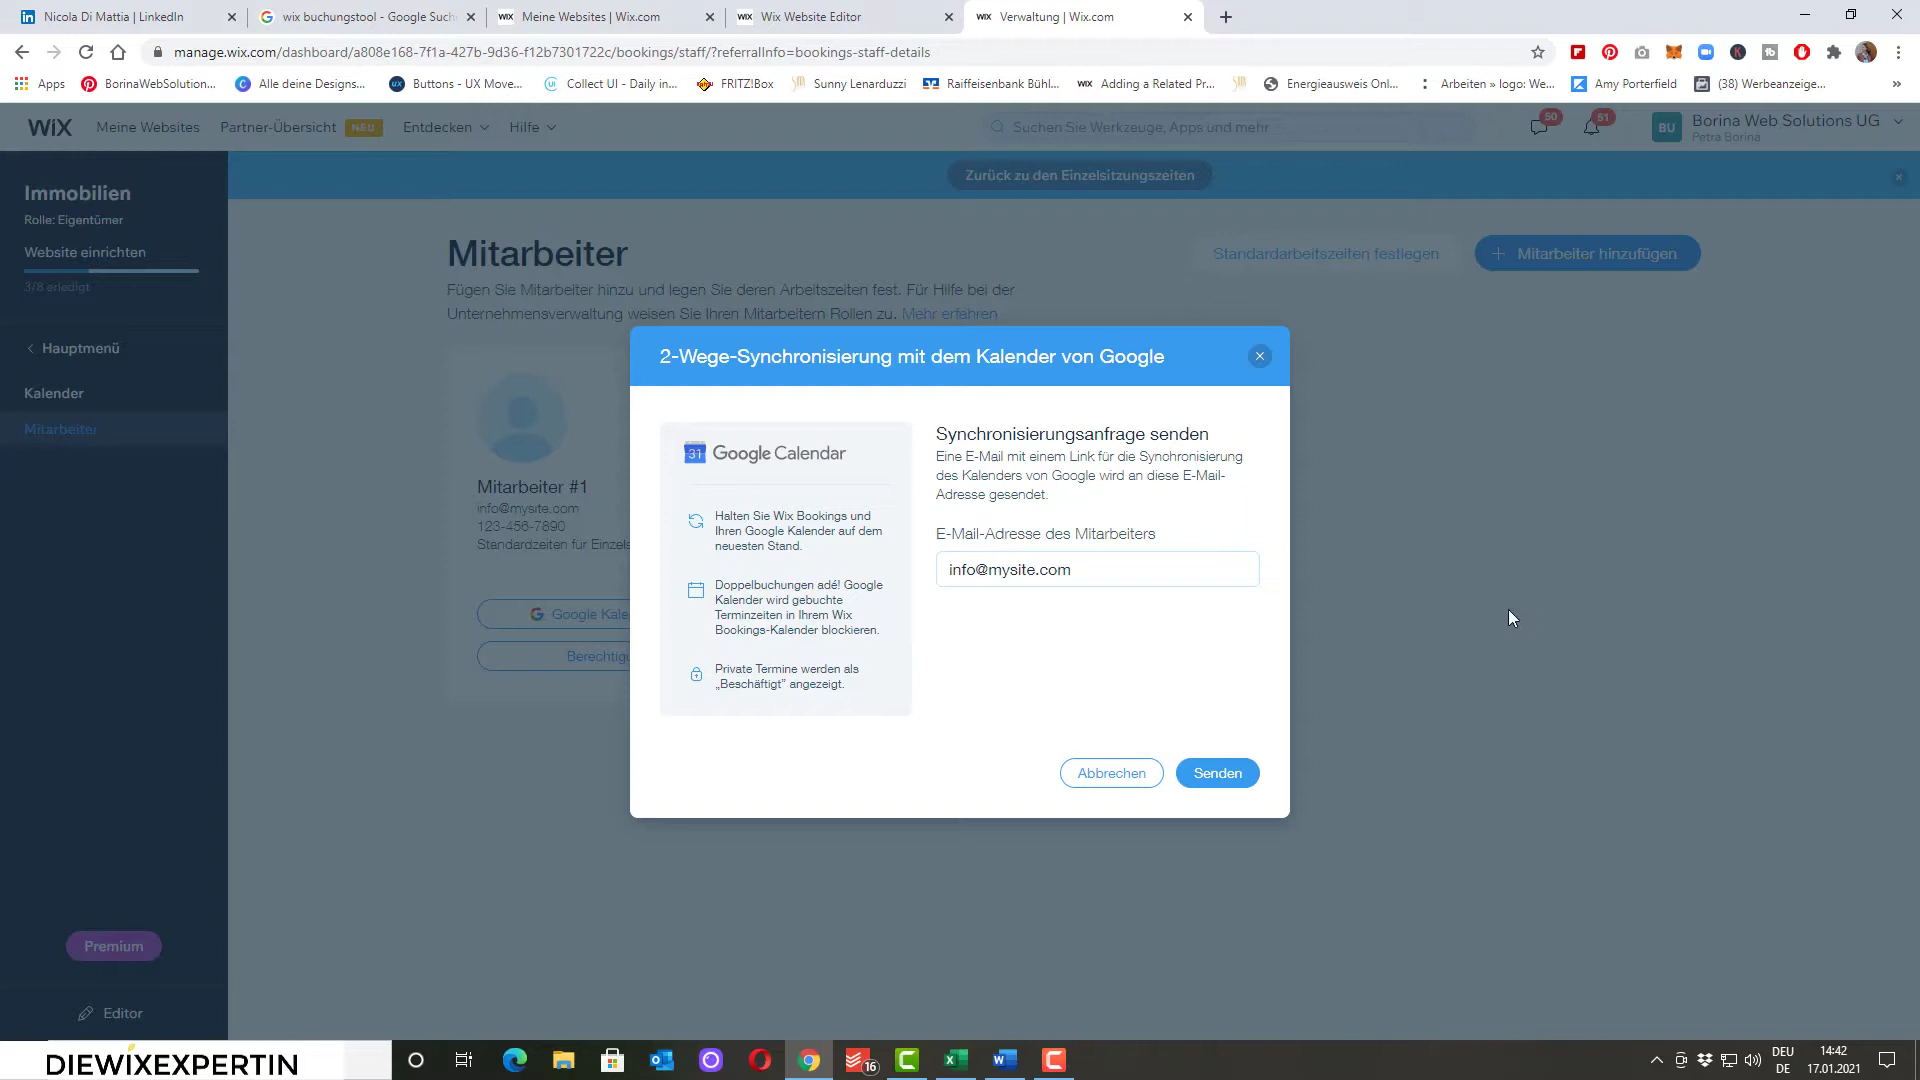 Nicola Di Mattia | LinkedIn
wix buchungstool - Google Such
WIX Meine Websites | Wix.com
WIX Wix Website Editor
WIX Verwaltung | Wix.com
manage.wix.com/dashboard/a808e168-7f1a-427b-9d36-f12b7301722c/bookings/staff/?referralInfo=bookings-staff-details
Apps
BorinaWebSolution...
Alle deine Designs...
Buttons - UX Move...
Collect UI - Daily in...
FRITZ!Box
Sunny Lenarduzzi
Raiffeisenbank Bühl...
WIX Adding a Related Pr...
Energieausweis Onl...
Arbeiten » logo: We...
Amy Porterfield
(38) Werbeanzeige...
WiX
Meine Websites
Partner-Übersicht NEU
Entdecken
Hilfe
Suchen Sie Werkzeuge, Apps und mehr
50
51
BU
Borina Web Solutions UG
Petra Borina
Zurück zu den Einzelsitzungszeiten
Immobilien
Rolle: Eigentümer
Website einrichten
3/8 erledigt
Hauptmenü
Kalender
Mitarbeiter
Premium
Editor
Mitarbeiter
Fügen Sie Mitarbeiter hinzu und legen Sie deren Arbeitszeiten fest. Für Hilfe bei der
Unternehmensverwaltung weisen Sie Ihren Mitarbeitern Rollen zu. Mehr erfahren
Standardarbeitszeiten festlegen
Mitarbeiter hinzufügen
Mitarbeiter #1
info@mysite.com
123-456-7890
Standardzeiten für Einzels
Google Kale
Berechtigu
2-Wege-Synchronisierung mit dem Kalender von Google
31 Google Calendar
Halten Sie Wix Bookings und
Ihren Google Kalender auf dem
neuesten Stand.
Doppelbuchungen adé! Google
Kalender wird gebuchte
Terminzeiten in Ihrem Wix
Bookings-Kalender blockieren.
Private Termine werden als
„Beschäftigt" angezeigt.
Synchronisierungsanfrage senden
Eine E-Mail mit einem Link für die Synchronisierung
des Kalenders von Google wird an diese E-Mail-
Adresse gesendet.
E-Mail-Adresse des Mitarbeiters
info@mysite.com
Abbrechen
Senden
DIEWIXEXPERTIN
16
DEU
DE
14:42
17.01.2021